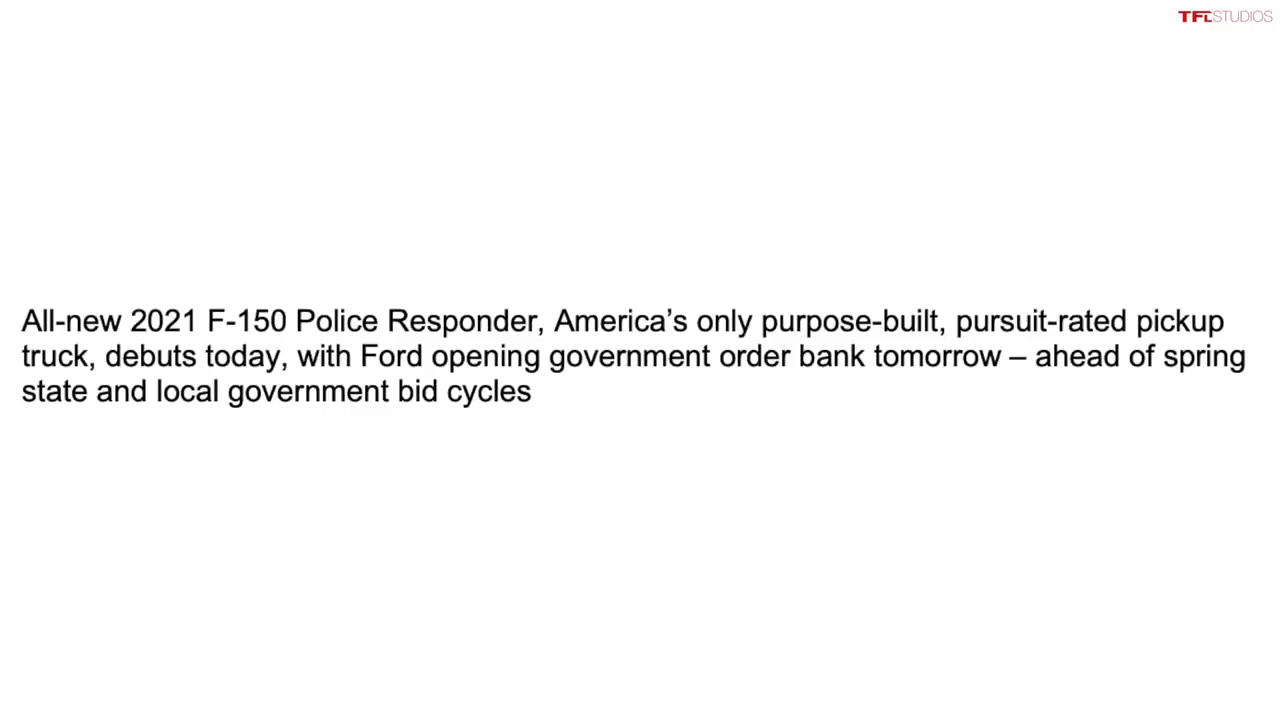 TFLSTUDIOS
All-new 2021 F-150 Police Responder, America’s only purpose-built, pursuit-rated pickup
truck, debuts today, with Ford opening government order bank tomorrow – ahead of spring
state and local government bid cycles